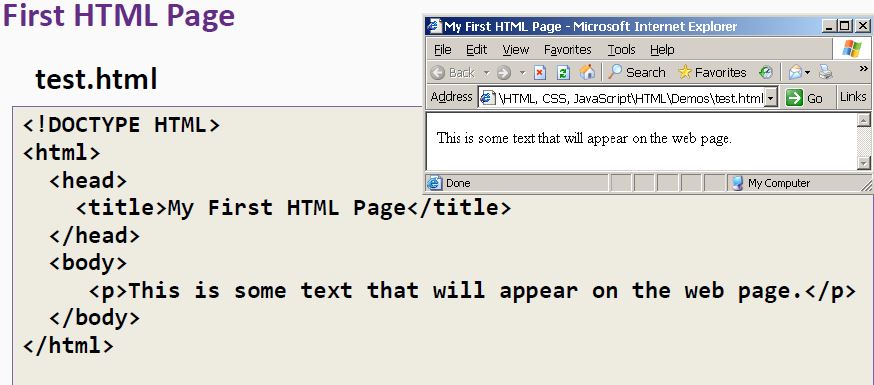 First HTML Page
My First HTML Page - Microsoft Internet Explorer
File Edit View Favorites Tools Help
Back Search Favorites »
Address \HTML, CSS, JavaScript\HTML\Demos\test.html Go Links
This is some text that will appear on the web page.
Done My Computer
test.html
<!DOCTYPE HTML>
<html>
  <head>
    <title>My First HTML Page</title>
  </head>
  <body>
     <p>This is some text that will appear on the web page.</p>
  </body>
</html>